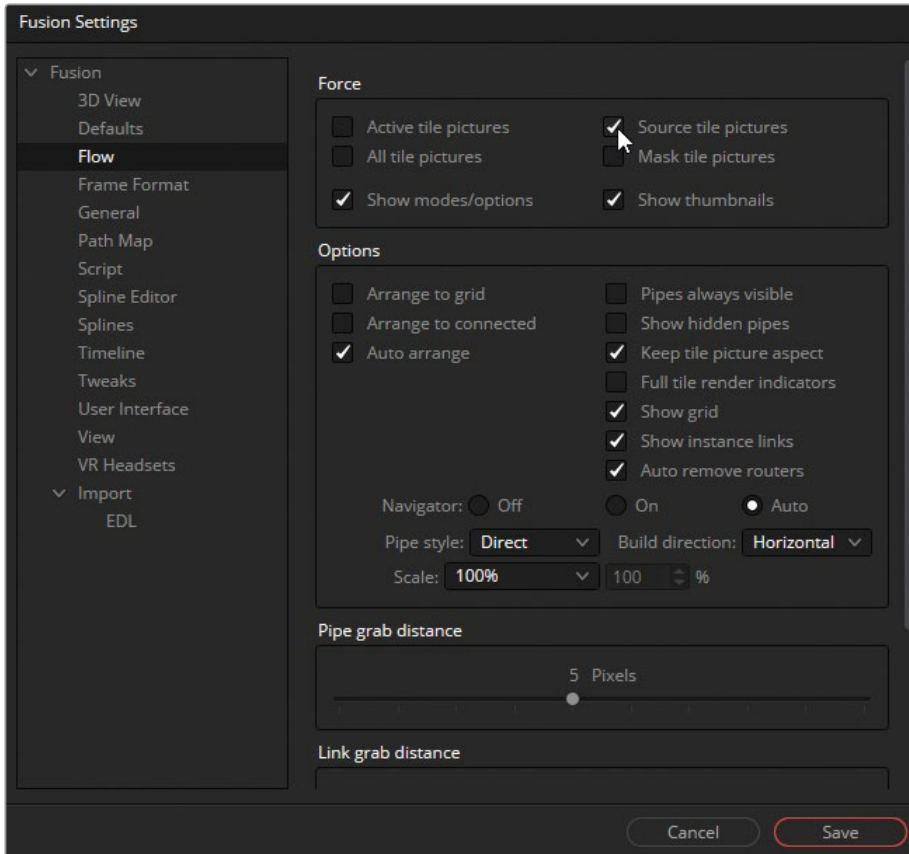 Fusion Settings
Fusion
3D View
Defaults
Flow
Frame Format
General
Path Map
Script
Spline Editor
Splines
Timeline
Tweaks
User Interface
View
VR Headsets
Import
EDL
Force
Active tile pictures
Source tile pictures
All tile pictures
Mask tile pictures
Show modes/options
Show thumbnails
Options
Arrange to grid
Pipes always visible
Arrange to connected
Show hidden pipes
Auto arrange
Keep tile picture aspect
Full tile render indicators
Show grid
Show instance links
Auto remove routers
Navigator: Off On Auto
Pipe style: Direct Build direction: Horizontal
Scale: 100% 100 %
Pipe grab distance
5 Pixels
Link grab distance
Cancel Save